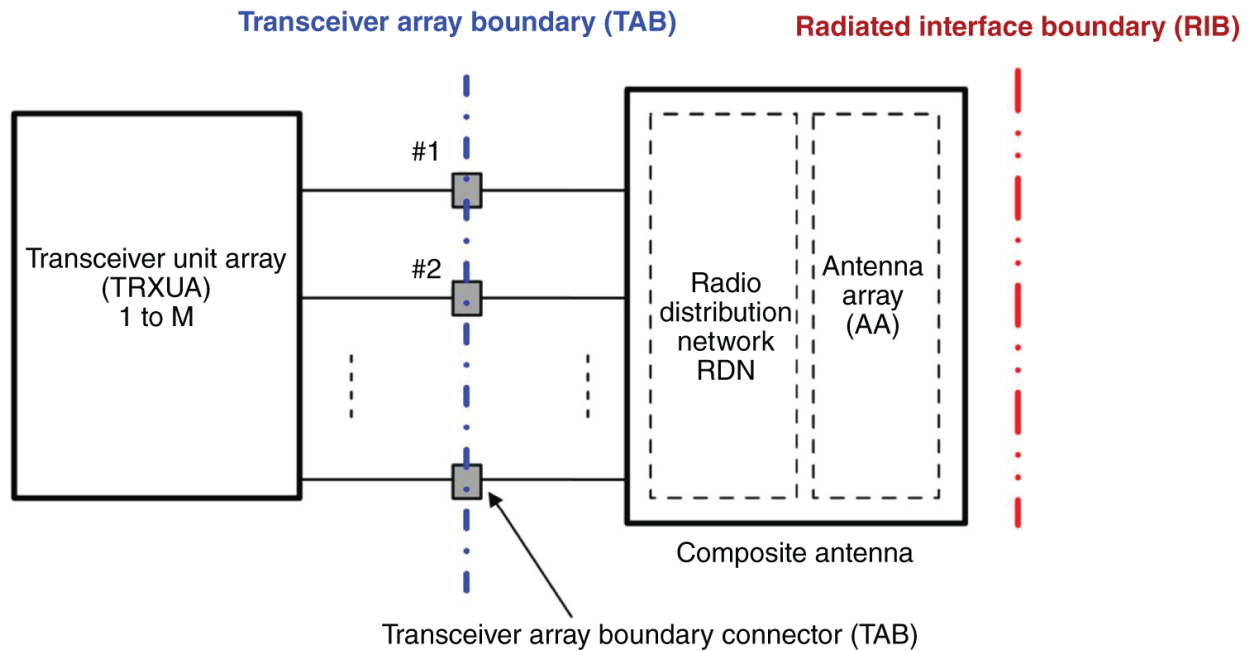 Transceiver array boundary (TAB)
Radiated interface boundary (RIB)
#1
#2
Transceiver unit array
(TRXUA)
1 to M
Radio
distribution
network
RDN
Antenna
array
(AA)
Composite antenna
Transceiver array boundary connector (TAB)